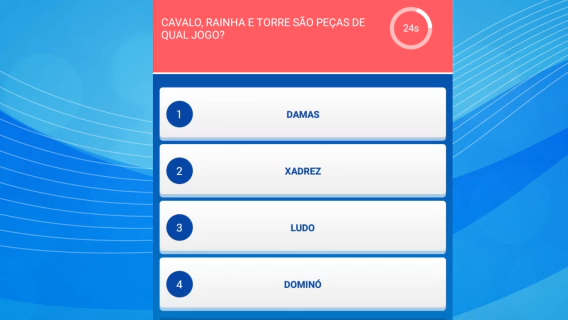 CAVALO, RAINHA E TORRE SÃO PEÇAS DE
QUAL JOGO?
24s
1 DAMAS
2 XADREZ
3 LUDO
4 DOMINÓ